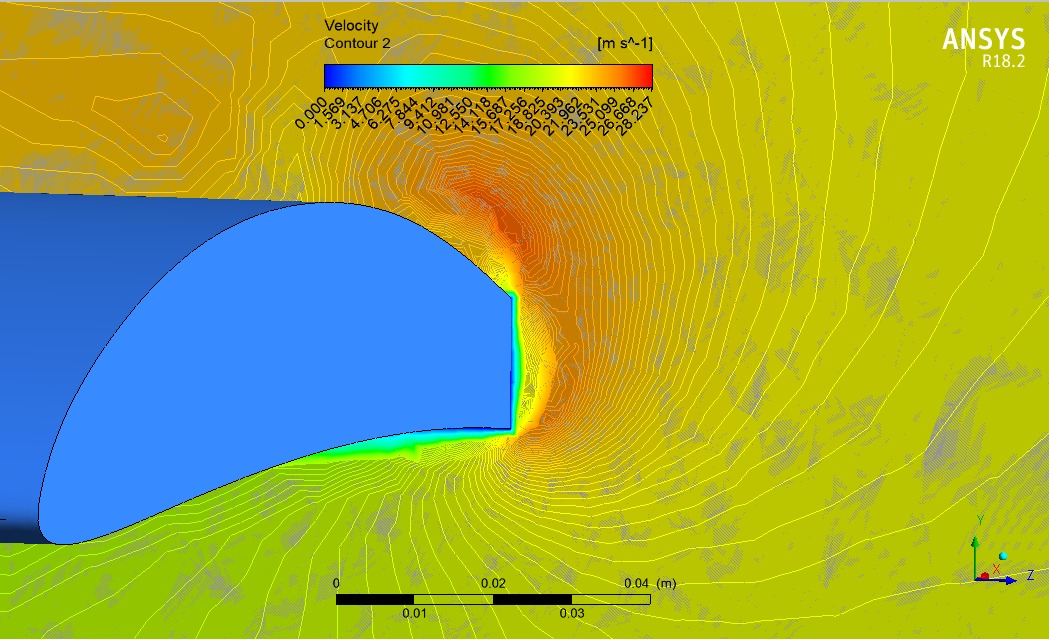 Velocity
Contour 2
[m s^-1]
0.000
1.569
3.137
4.706
6.275
7.844
9.412
10.981
12.550
14.118
15.687
17.256
18.825
20.393
21.962
23.531
25.099
26.668
28.237
ANSYS
R18.2
Y
X
Z
0 0.02 0.04 (m)
0.01 0.03